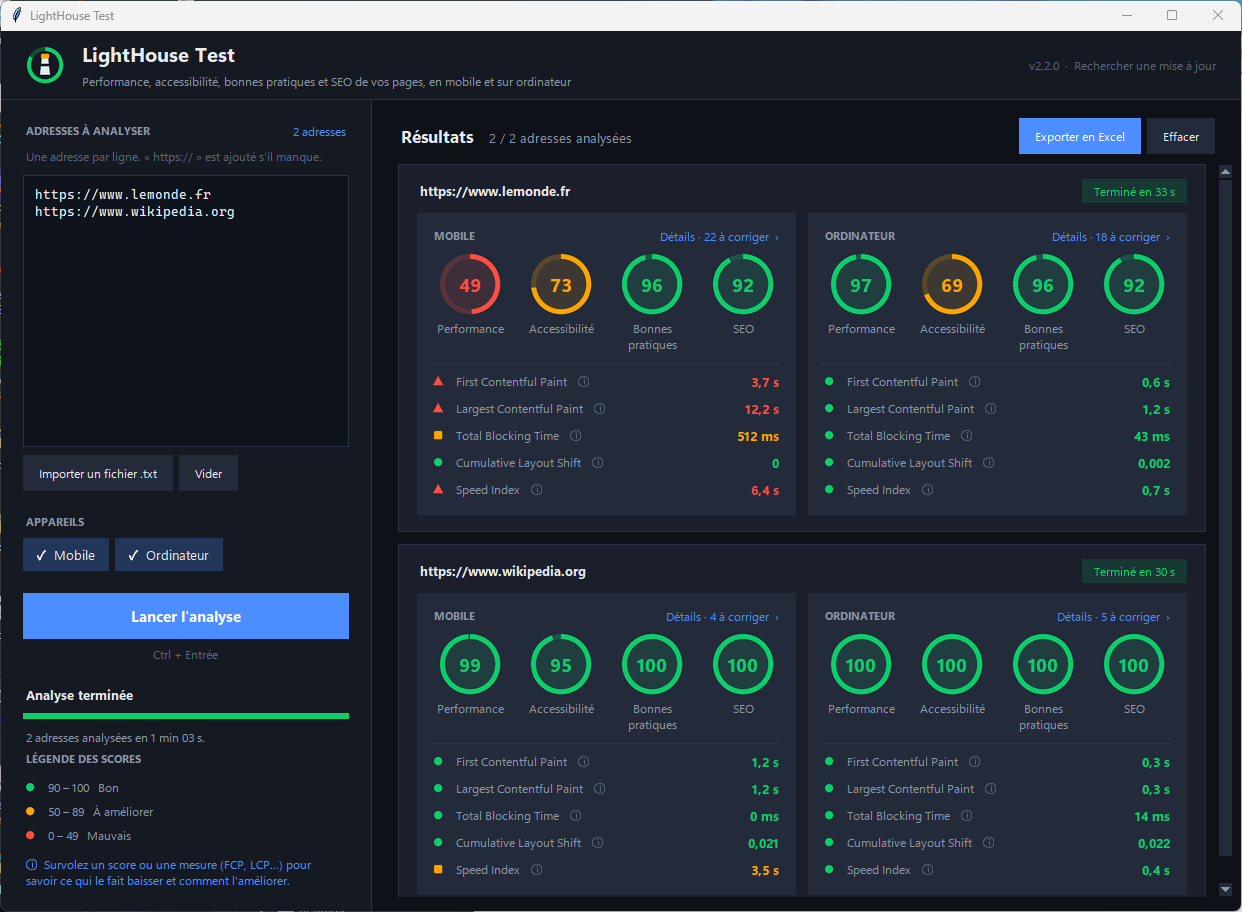 LightHouse Test
LightHouse Test
Performance, accessibilité, bonnes pratiques et SEO de vos pages, en mobile et sur ordinateur
v2.2.0 · Rechercher une mise à jour
ADRESSES À ANALYSER
2 adresses
Une adresse par ligne. « https:// » est ajouté s'il manque.
https://www.lemonde.fr
https://www.wikipedia.org
Importer un fichier .txt
Vider
APPAREILS
✓ Mobile
✓ Ordinateur
Lancer l'analyse
Ctrl + Entrée
Analyse terminée
2 adresses analysées en 1 min 03 s.
LÉGENDE DES SCORES
90 – 100 Bon
50 – 89 À améliorer
0 – 49 Mauvais
ⓘ Survolez un score ou une mesure (FCP, LCP…) pour
savoir ce qui le fait baisser et comment l'améliorer.
Résultats 2 / 2 adresses analysées
Exporter en Excel
Effacer
https://www.lemonde.fr
Terminé en 33 s
MOBILE
Détails · 22 à corriger ›
49 73 96 92
Performance Accessibilité Bonnes SEO
pratiques
First Contentful Paint ⓘ 3,7 s
Largest Contentful Paint ⓘ 12,2 s
Total Blocking Time ⓘ 512 ms
Cumulative Layout Shift ⓘ 0
Speed Index ⓘ 6,4 s
ORDINATEUR
Détails · 18 à corriger ›
97 69 96 92
Performance Accessibilité Bonnes SEO
pratiques
First Contentful Paint ⓘ 0,6 s
Largest Contentful Paint ⓘ 1,2 s
Total Blocking Time ⓘ 43 ms
Cumulative Layout Shift ⓘ 0,002
Speed Index ⓘ 0,7 s
https://www.wikipedia.org
Terminé en 30 s
MOBILE
Détails · 4 à corriger ›
99 95 100 100
Performance Accessibilité Bonnes SEO
pratiques
First Contentful Paint ⓘ 1,2 s
Largest Contentful Paint ⓘ 1,2 s
Total Blocking Time ⓘ 0 ms
Cumulative Layout Shift ⓘ 0,021
Speed Index ⓘ 3,5 s
ORDINATEUR
Détails · 5 à corriger ›
100 100 100 100
Performance Accessibilité Bonnes SEO
pratiques
First Contentful Paint ⓘ 0,3 s
Largest Contentful Paint ⓘ 0,3 s
Total Blocking Time ⓘ 14 ms
Cumulative Layout Shift ⓘ 0,022
Speed Index ⓘ 0,4 s